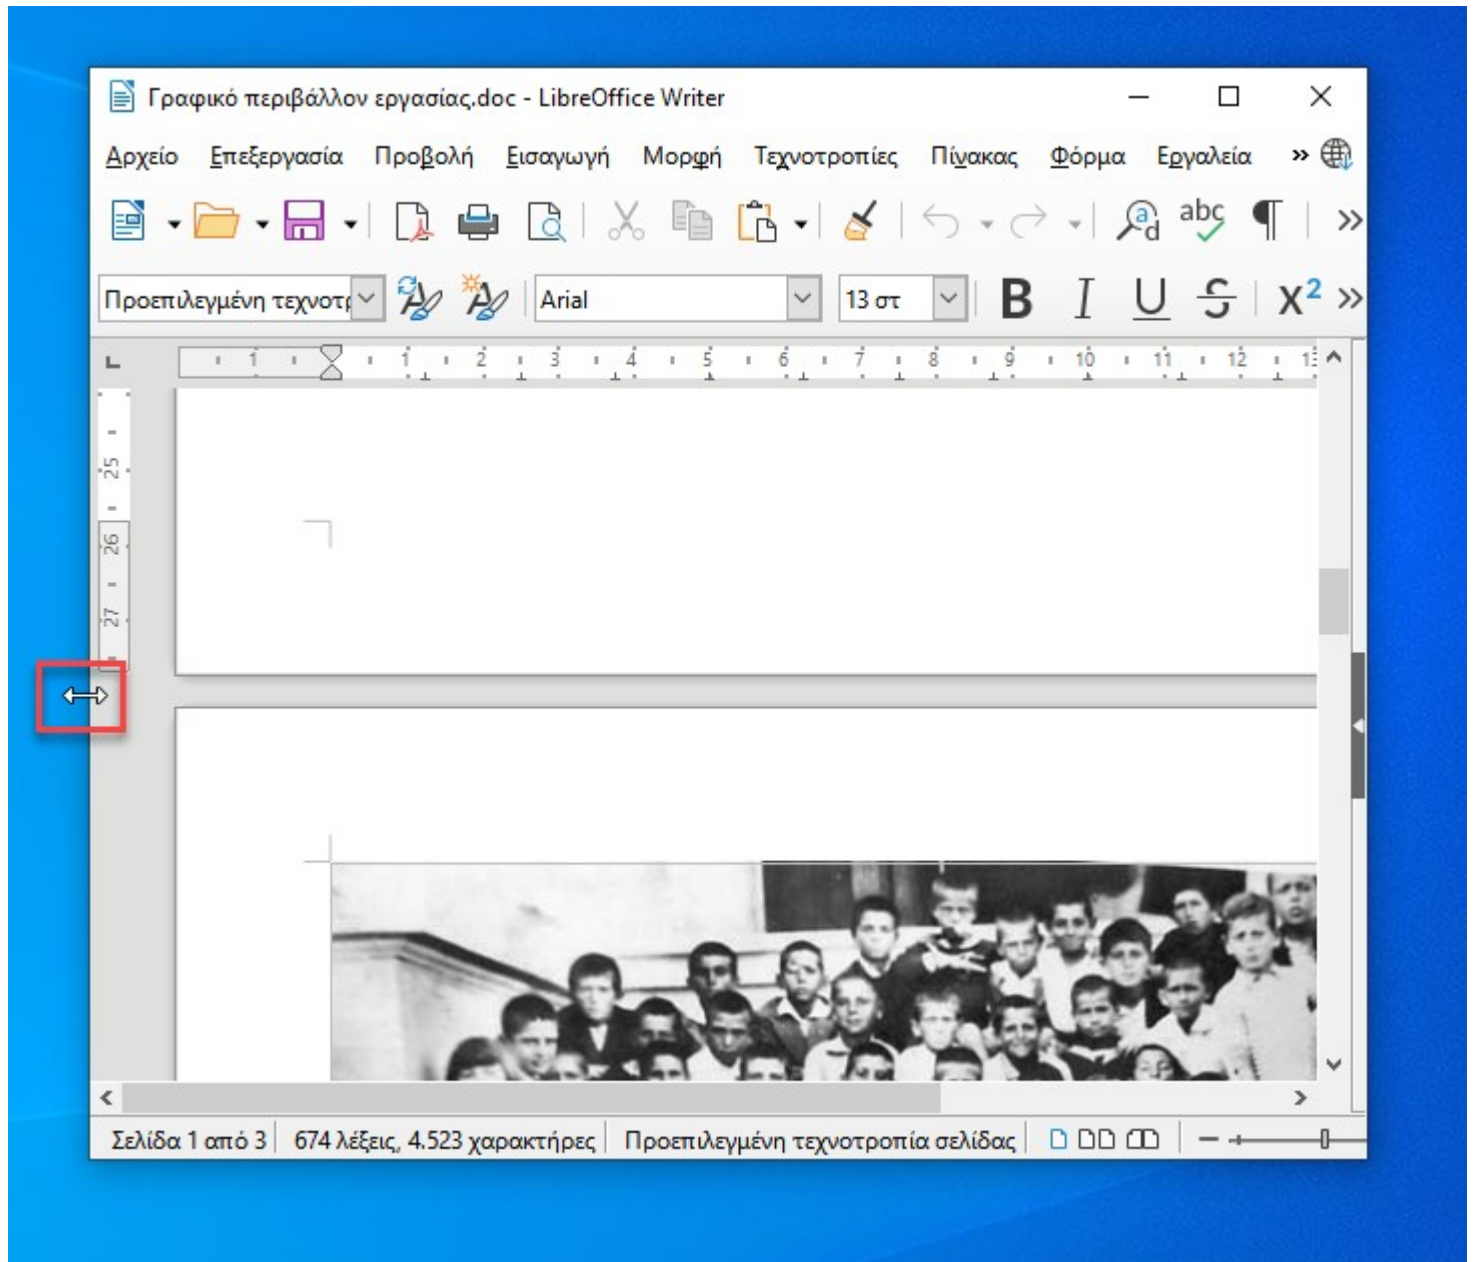 Γραφικό περιβάλλον εργασίας.doc - LibreOffice Writer
Αρχείο Επεξεργασία Προβολή Εισαγωγή Μορφή Τεχνοτροπίες Πίνακας Φόρμα Εργαλεία »
a d abc ¶ »
Προεπιλεγμένη τεχνοτρ Arial 13 στ B I U S X² »
1 1 2 3 4 5 6 7 8 9 10 11 12 13
25
26
27
Σελίδα 1 από 3 674 λέξεις, 4.523 χαρακτήρες Προεπιλεγμένη τεχνοτροπία σελίδας